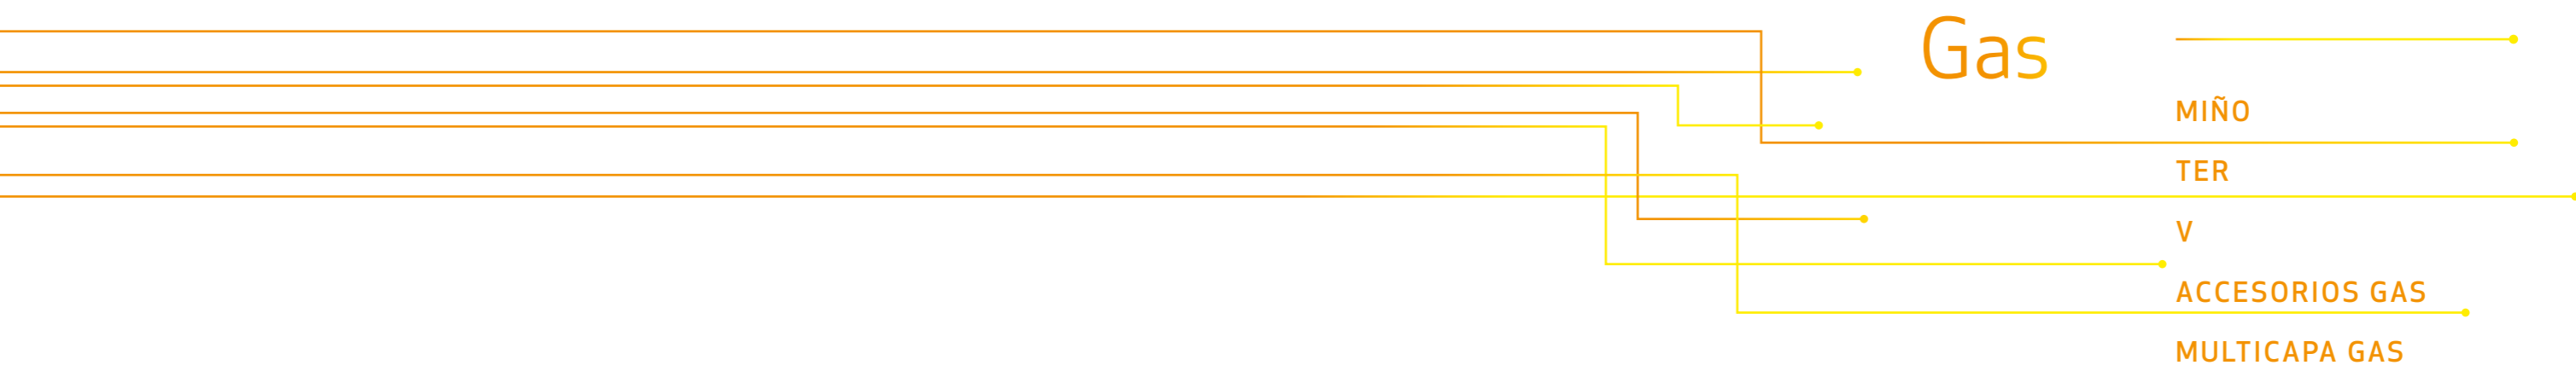 Gas
MIÑO
TER
V
ACCESORIOS GAS
MULTICAPA GAS